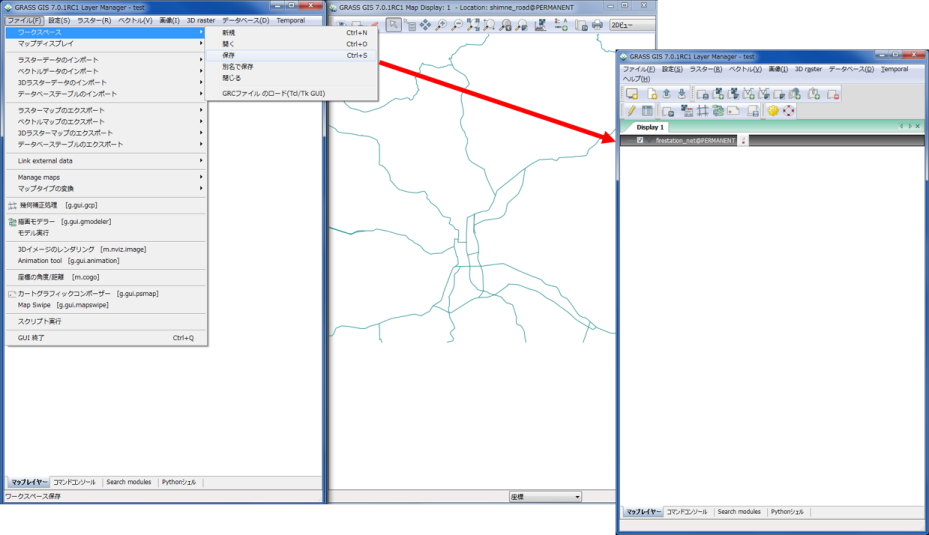 GRASS GIS 7.0.1RC1 Layer Manager - test
ファイル(F) 設定(S) ラスター(R) ベクトル(V) 画像(I) 3D raster データベース(D) Temporal
ワークスペース
マップディスプレイ
ラスターデータのインポート
ベクトルデータのインポート
3Dラスターデータのインポート
データベーステーブルのインポート
ラスターマップのエクスポート
ベクトルマップのエクスポート
3Dラスターマップのエクスポート
データベーステーブルのエクスポート
Link external data
Manage maps
マップタイプの変換
幾何補正処理 [g.gui.gcp]
描画モデラー [g.gui.gmodeler]
モデル実行
3Dイメージのレンダリング [m.nviz.image]
Animation tool [g.gui.animation]
座標の角度/距離 [m.cogo]
カートグラフィックコンポーザー [g.gui.psmap]
Map Swipe [g.gui.mapswipe]
スクリプト実行
GUI 終了 Ctrl+Q
新規 Ctrl+N
開く Ctrl+O
保存 Ctrl+S
別名で保存
閉じる
GRCファイル のロード(Tcl/Tk GUI)
マップレイヤー コマンドコンソール Search modules Pythonシェル
ワークスペース保存
GRASS GIS 7.0.1RC1 Map Display: 1 - Location: shimne_road@PERMANENT
2Dビュー
座標
GRASS GIS 7.0.1RC1 Layer Manager - test
ファイル(F) 設定(S) ラスター(R) ベクトル(V) 画像(I) 3D raster データベース(D) Temporal
ヘルプ(H)
Display 1
firestation_net@PERMANENT
マップレイヤー コマンドコンソール Search modules Pythonシェル